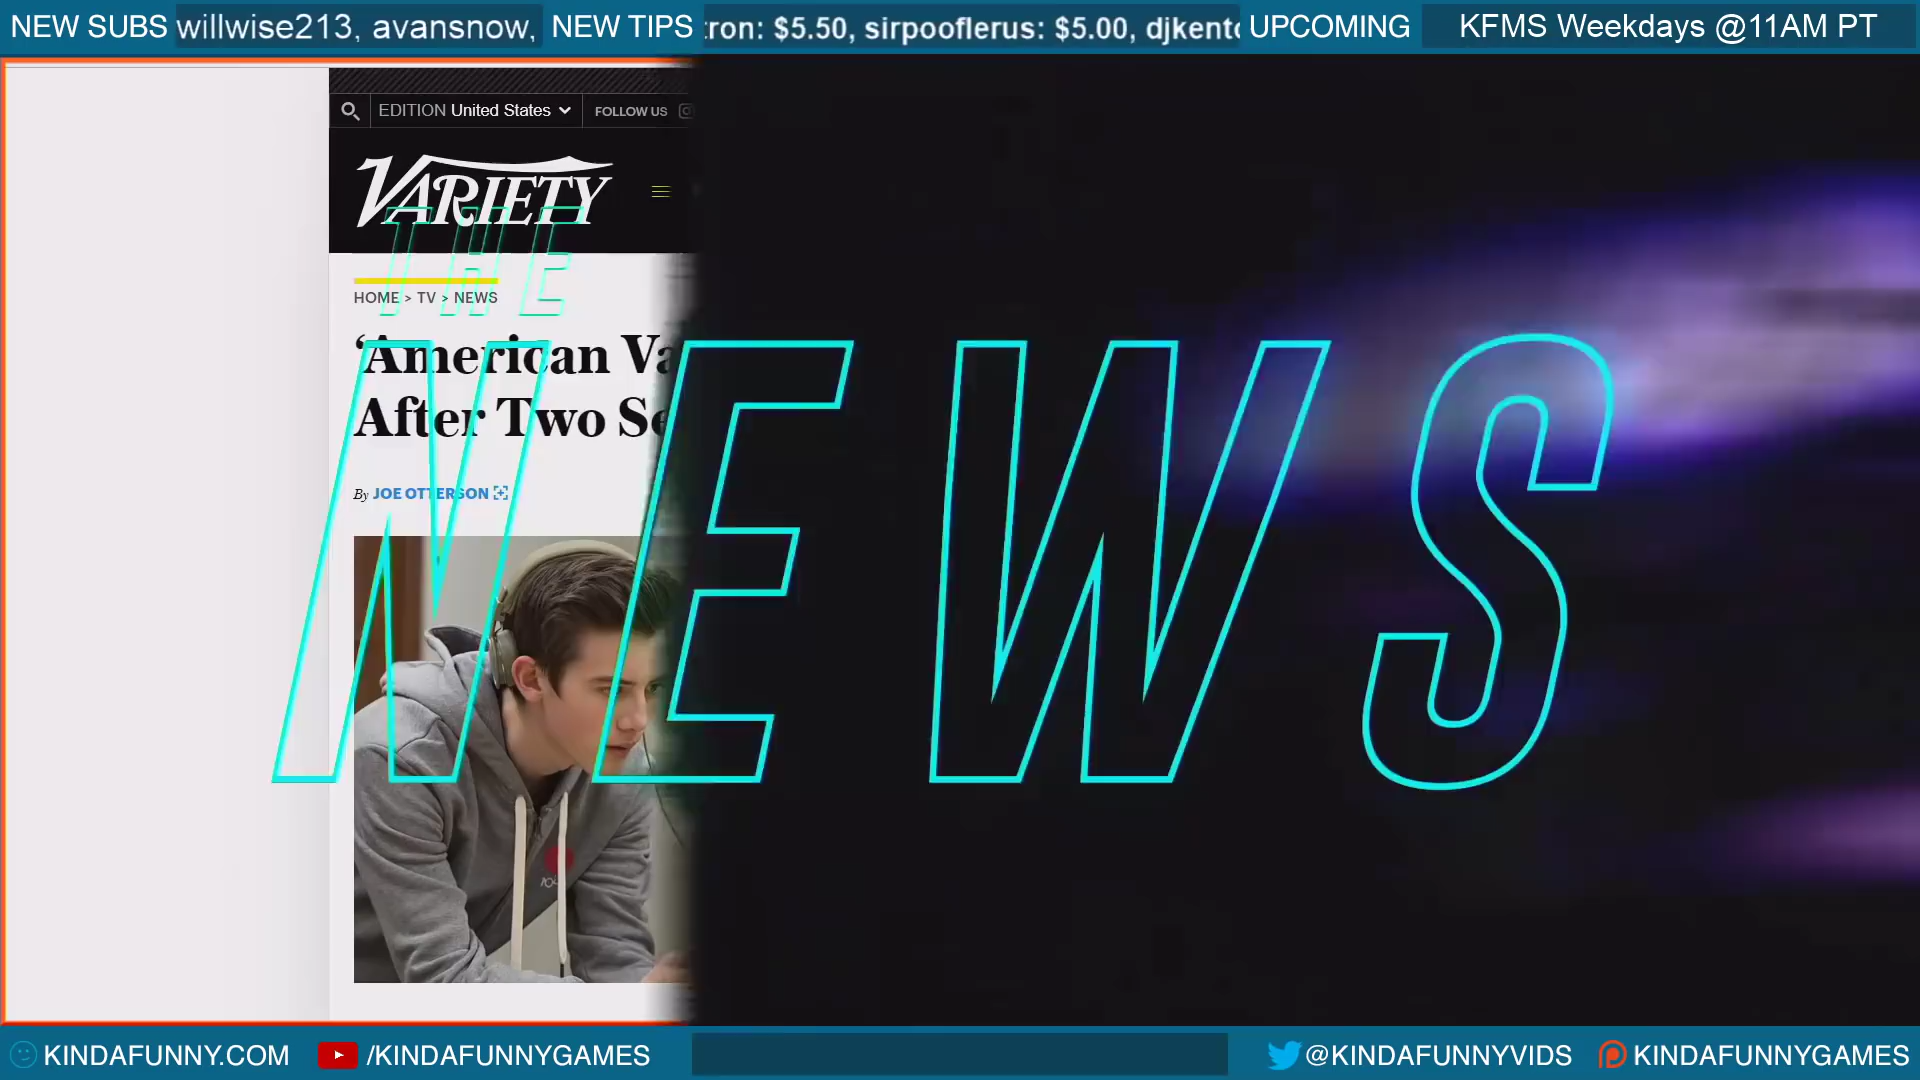 NEW SUBS willwise213, avansnow, NEW TIPS tron: $5.50, sirpooflerus: $5.00, djkento UPCOMING KFMS Weekdays @11AM PT
EDITION United States FOLLOW US
VARIETY
THE
HOME > TV > NEWS
‘American Va
After Two Se
NEWS
By JOE OTTERSON
KINDAFUNNY.COM /KINDAFUNNYGAMES @KINDAFUNNYVIDS KINDAFUNNYGAMES